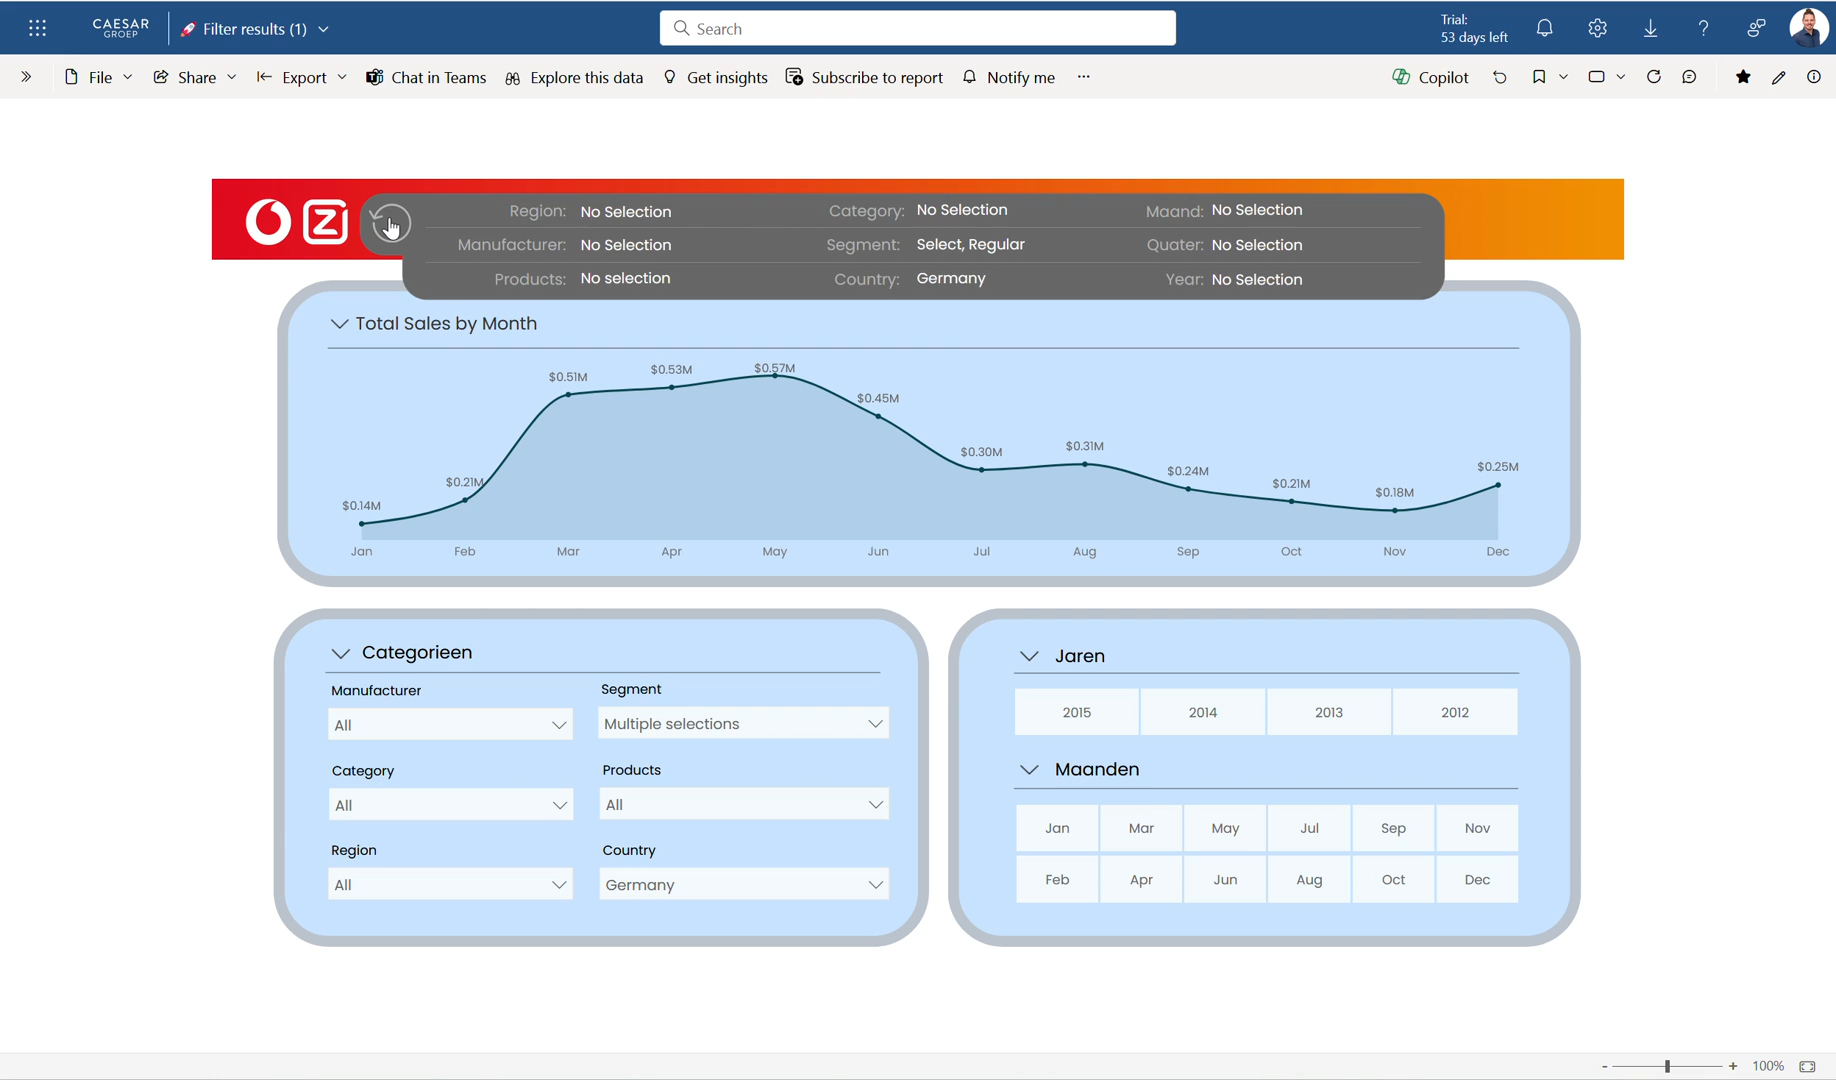 CAESAR
GROEP
Filter results (1)
Search
Trial:
53 days left
File
Share
Export
Chat in Teams
Explore this data
Get insights
Subscribe to report
Notify me
Copilot
Z
Region: No Selection
Category: No Selection
Maand: No Selection
Manufacturer: No Selection
Segment: Select, Regular
Quater: No Selection
Products: No selection
Country: Germany
Year: No Selection
Total Sales by Month
$0.14M
$0.21M
$0.51M
$0.53M
$0.57M
$0.45M
$0.30M
$0.31M
$0.24M
$0.21M
$0.18M
$0.25M
Jan Feb Mar Apr May Jun Jul Aug Sep Oct Nov Dec
Categorieen
Manufacturer
All
Segment
Multiple selections
Category
All
Products
All
Region
All
Country
Germany
Jaren
2015 2014 2013 2012
Maanden
Jan Mar May Jul Sep Nov
Feb Apr Jun Aug Oct Dec
- + 100%